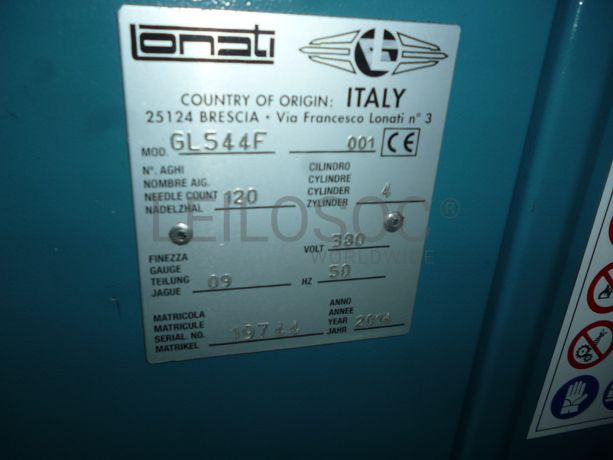 Lonati
COUNTRY OF ORIGIN: ITALY
25124 BRESCIA • Via Francesco Lonati n° 3
MOD. GL544F 001 CE
N°. AGHI
NOMBRE AIG.
NEEDLE COUNT 120
NADELZHAL
CILINDRO
CYLINDRE
CYLINDER 4
ZYLINDER
LEILOSOC®
WORLDWIDE
FINEZZA
GAUGE
TEILUNG 09
JAGUE
VOLT 380
HZ 50
MATRICOLA
MATRICULE
SERIAL NO. 19744
MATRIKEL
ANNO
ANNEE
YEAR 2014
JAHR